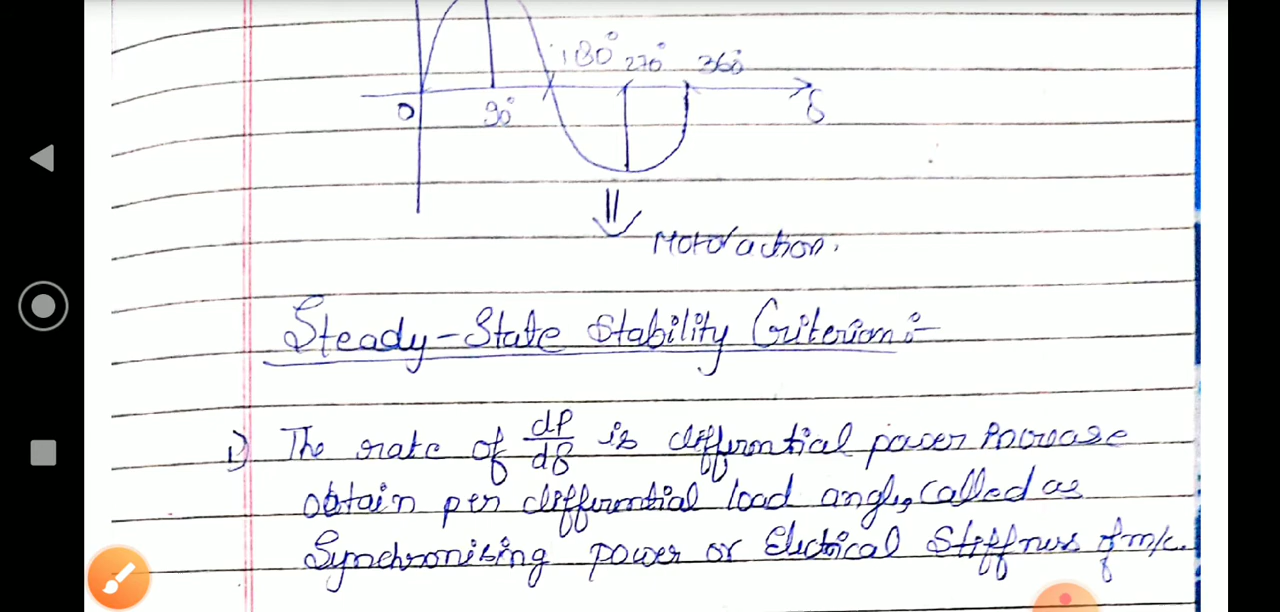 180° 270° 360°
0 90° δ
Motor action.
Steady-State Stability Criterion:-
1) The rate of dP/dδ is differential power increase
obtain per differential load angle, called as
Synchronising power or Electrical Stiffness of m/c.